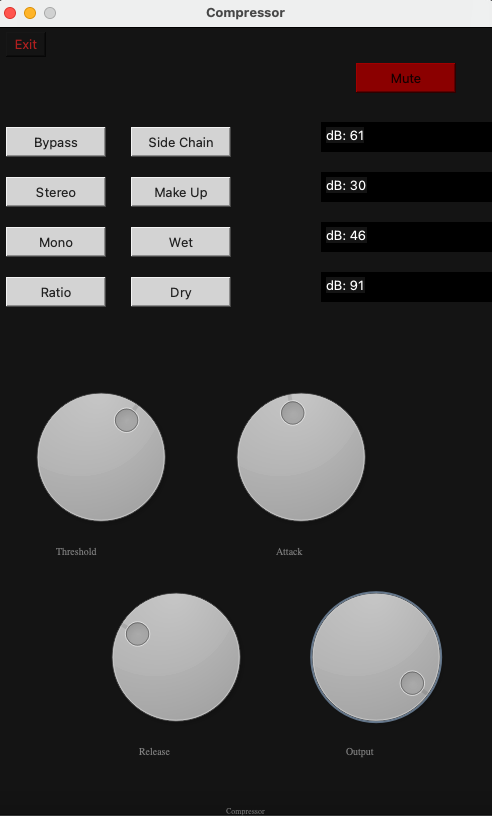 Compressor
Exit
Mute
Bypass Side Chain dB: 61
Stereo Make Up dB: 30
Mono Wet dB: 46
Ratio Dry dB: 91
Threshold Attack
Release Output
Compressor